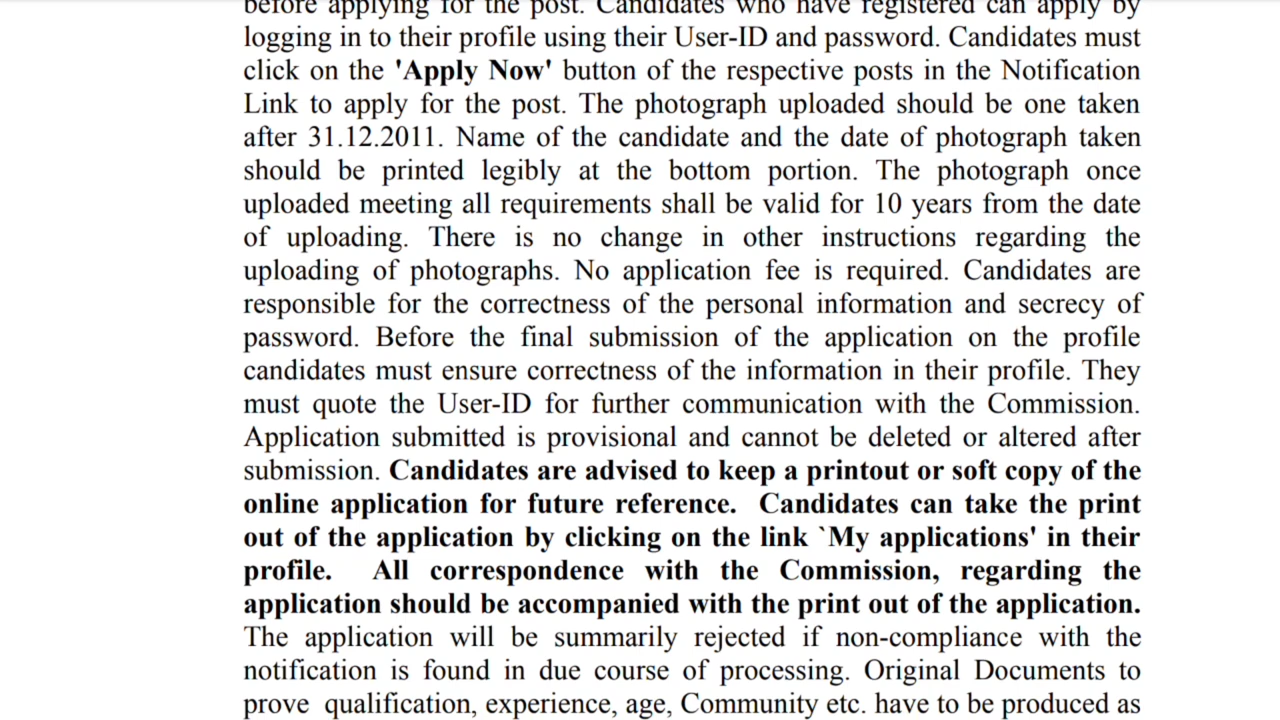 before applying for the post. Candidates who have registered can apply by
logging in to their profile using their User-ID and password. Candidates must
click on the 'Apply Now' button of the respective posts in the Notification
Link to apply for the post. The photograph uploaded should be one taken
after 31.12.2011. Name of the candidate and the date of photograph taken
should be printed legibly at the bottom portion. The photograph once
uploaded meeting all requirements shall be valid for 10 years from the date
of uploading. There is no change in other instructions regarding the
uploading of photographs. No application fee is required. Candidates are
responsible for the correctness of the personal information and secrecy of
password. Before the final submission of the application on the profile
candidates must ensure correctness of the information in their profile. They
must quote the User-ID for further communication with the Commission.
Application submitted is provisional and cannot be deleted or altered after
submission. Candidates are advised to keep a printout or soft copy of the
online application for future reference. Candidates can take the print
out of the application by clicking on the link `My applications' in their
profile. All correspondence with the Commission, regarding the
application should be accompanied with the print out of the application.
The application will be summarily rejected if non-compliance with the
notification is found in due course of processing. Original Documents to
prove qualification, experience, age, Community etc. have to be produced as